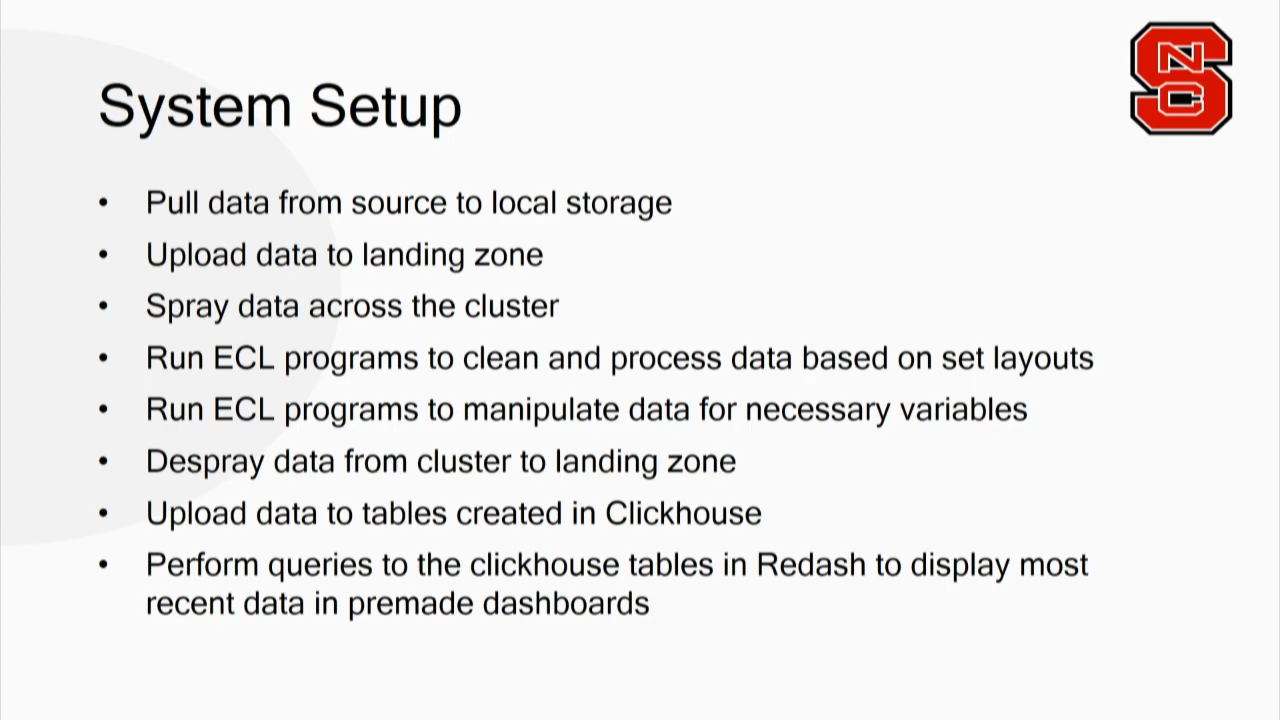 NCS
System Setup
• Pull data from source to local storage
• Upload data to landing zone
• Spray data across the cluster
• Run ECL programs to clean and process data based on set layouts
• Run ECL programs to manipulate data for necessary variables
• Despray data from cluster to landing zone
• Upload data to tables created in Clickhouse
• Perform queries to the clickhouse tables in Redash to display most
recent data in premade dashboards